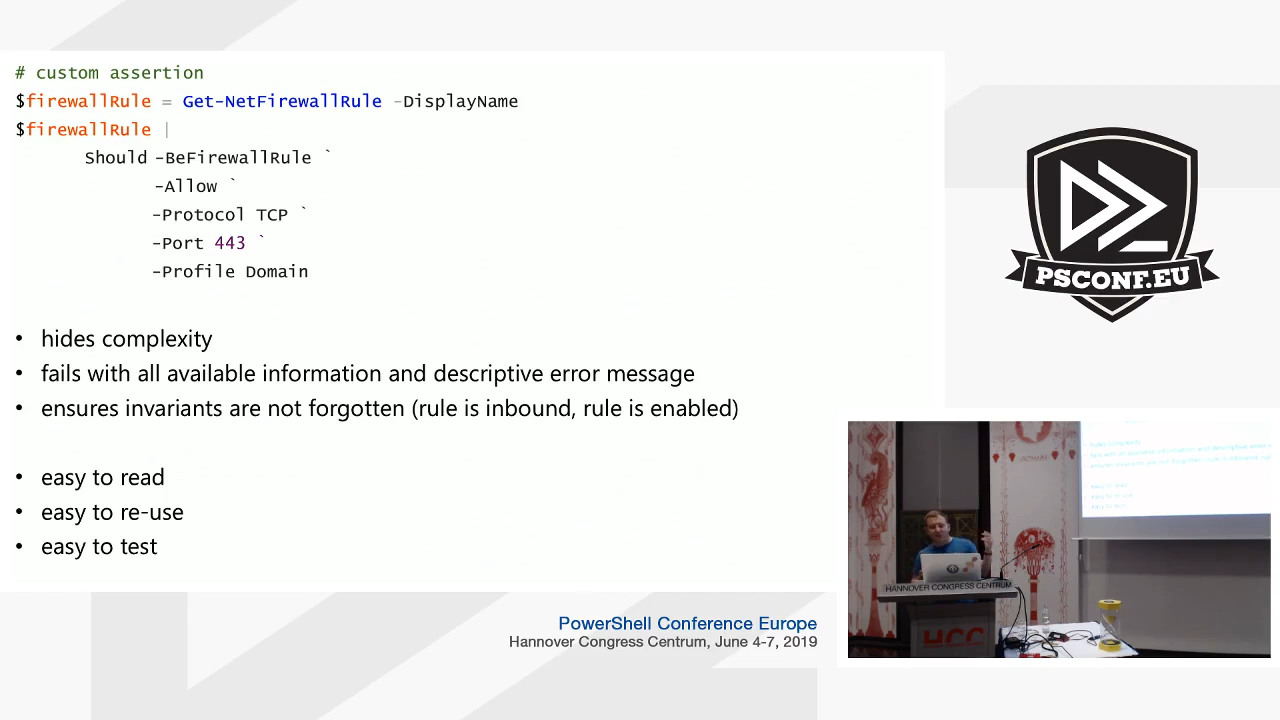 # custom assertion
$firewallRule = Get-NetFirewallRule -DisplayName
$firewallRule |
Should -BeFirewallRule `
-Allow `
-Protocol TCP `
-Port 443 `
-Profile Domain
• hides complexity
• fails with all available information and descriptive error message
• ensures invariants are not forgotten (rule is inbound, rule is enabled)
• easy to read
• easy to re-use
• easy to test
PSCONF.EU
HANNOVER CONGRESS CENTRUM
HCC
PowerShell Conference Europe
Hannover Congress Centrum, June 4-7, 2019